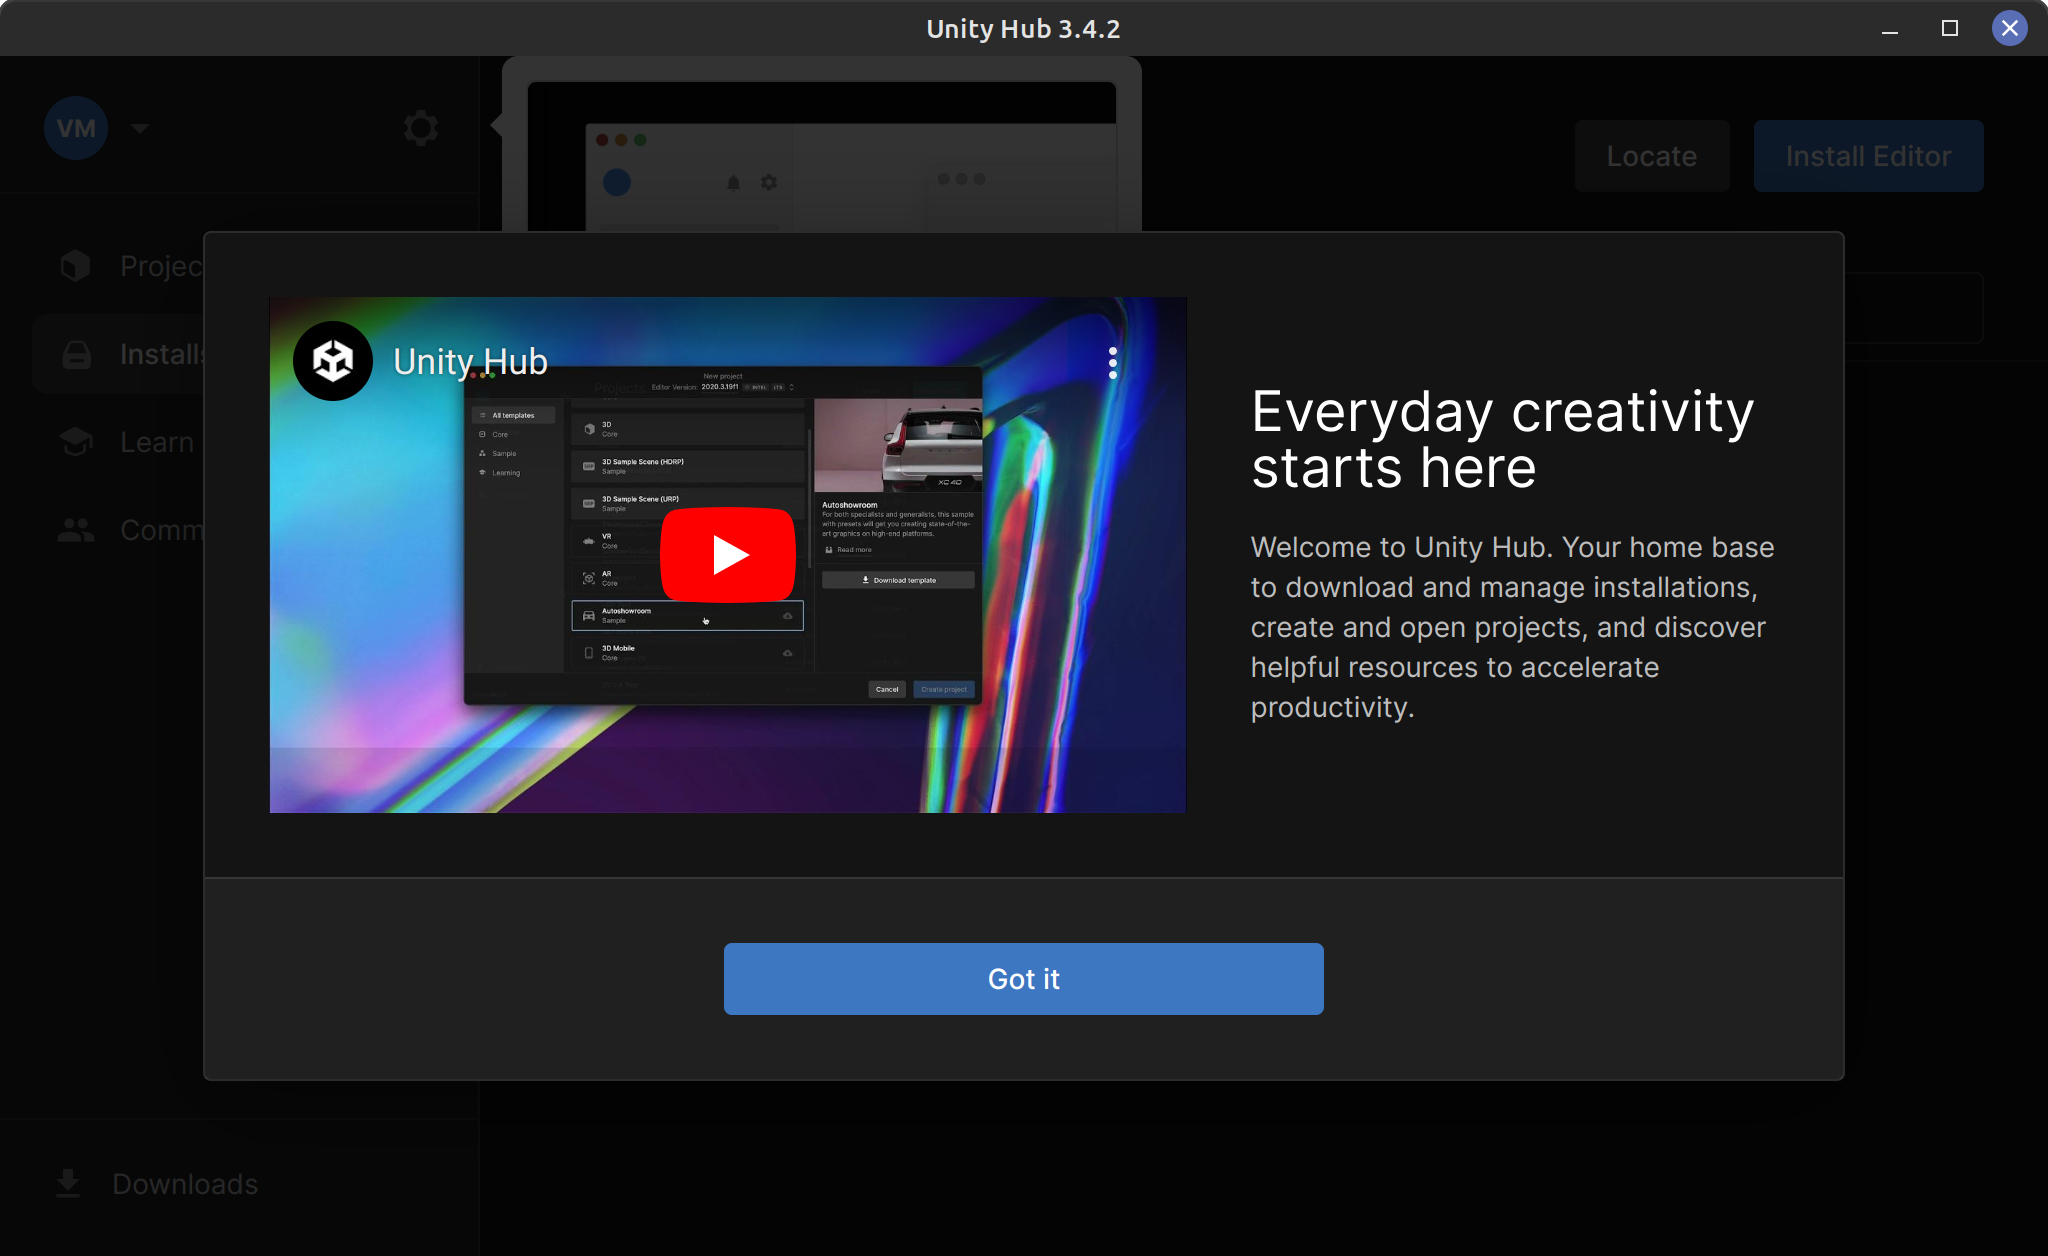 Unity Hub 3.4.2
VM
Locate
Install Editor
Projec
Installs
Learn
Comm
Downloads
Unity Hub
New project
Editor Version: 2020.3.19f1 INTEL LTS
Projects
All templates
Core
Sample
Learning
3D
Core
3D Sample Scene (HDRP)
Sample
3D Sample Scene (URP)
Sample
VR
Core
AR
Core
Autoshowroom
Sample
3D Mobile
Core
XC 40
Autoshowroom
For both specialists and generalists, this sample
with presets will get you creating state-of-the-
art graphics on high-end platforms.
Read more
Download template
Cancel
Create project
Everyday creativity
starts here
Welcome to Unity Hub. Your home base
to download and manage installations,
create and open projects, and discover
helpful resources to accelerate
productivity.
Got it